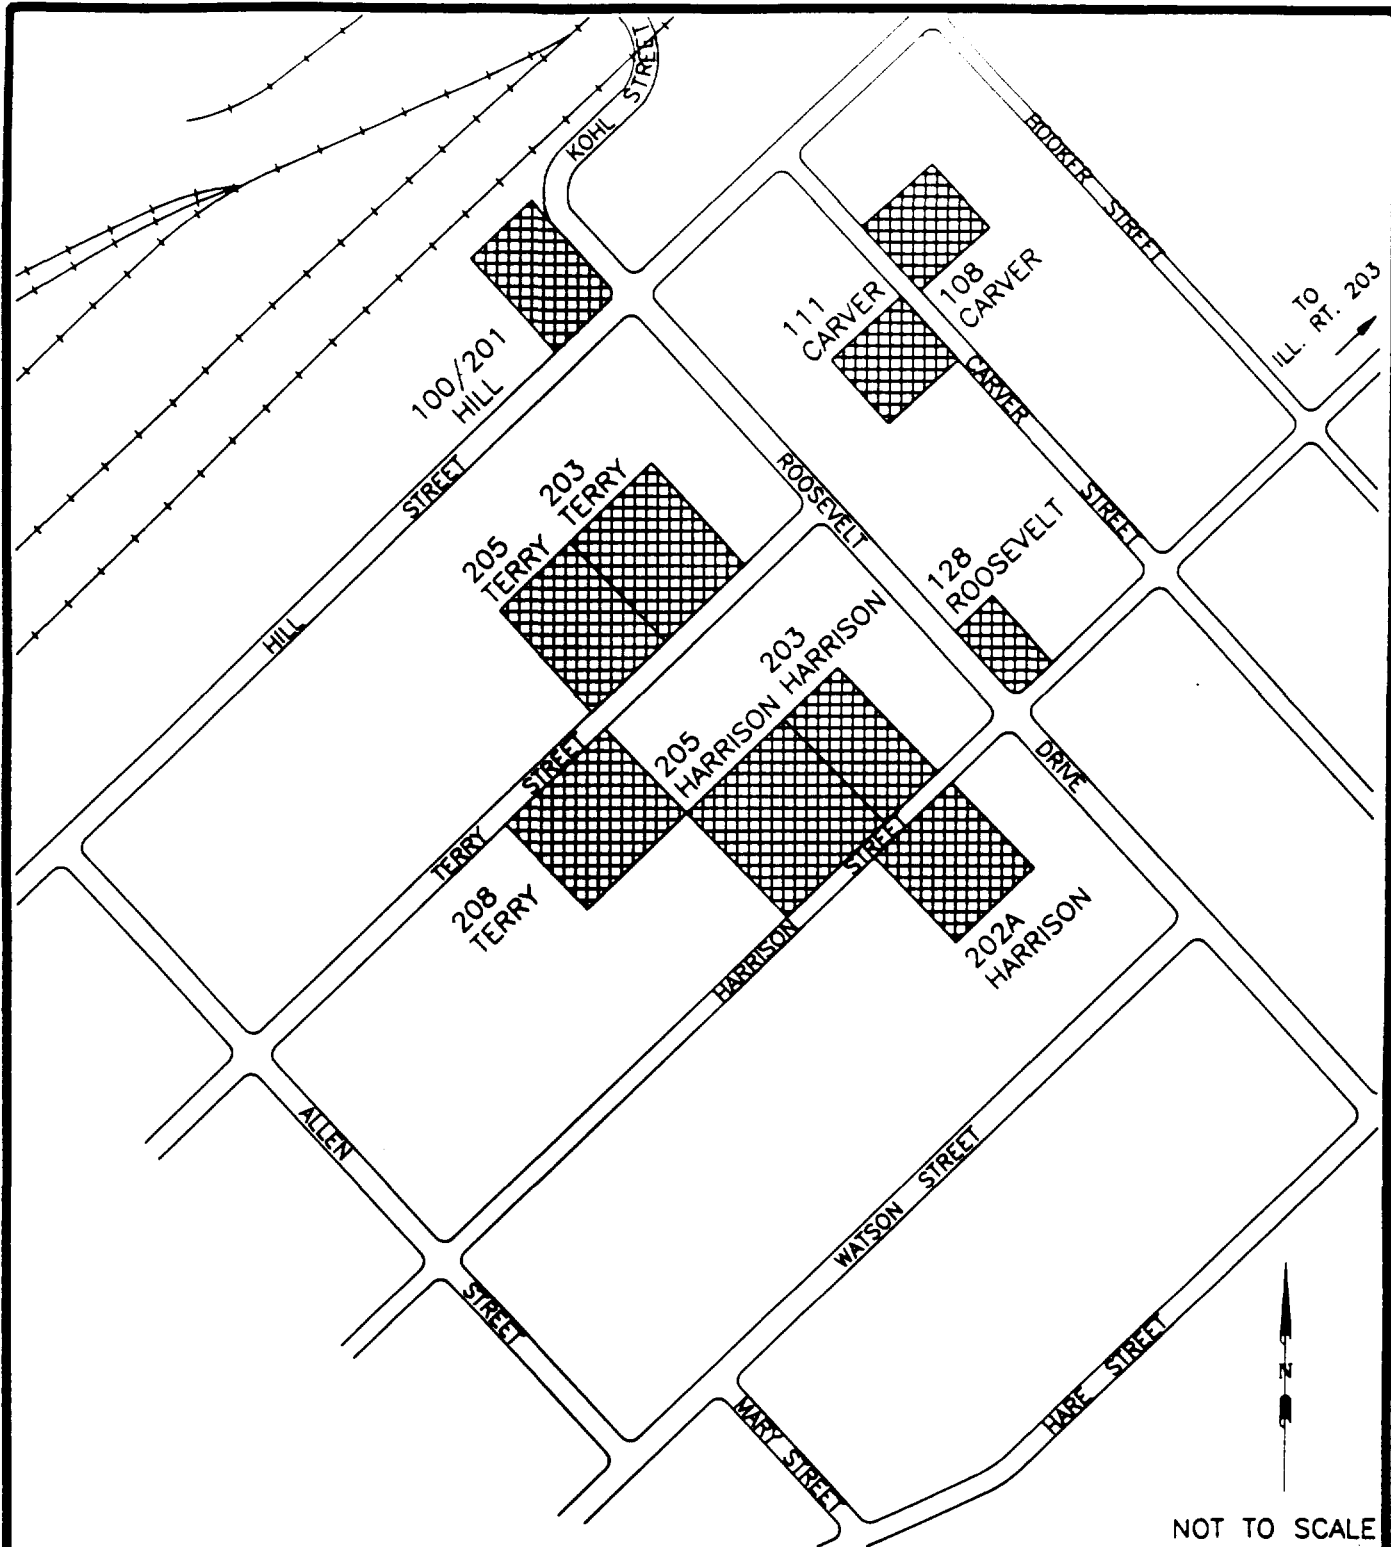 KOHL STREET
BOOKER STREET
TO
ILL. RT. 203
108
CARVER
111
CARVER
CARVER STREET
100/201
HILL
HILL STREET
203
TERRY
205
TERRY
ROOSEVELT DRIVE
128
ROOSEVELT
203
HARRISON
205
HARRISON
TERRY STREET
208
TERRY
HARRISON STREET
202A
HARRISON
ALLEN STREET
WATSON STREET
MARY STREET
HARE STREET
N
NOT TO SCALE